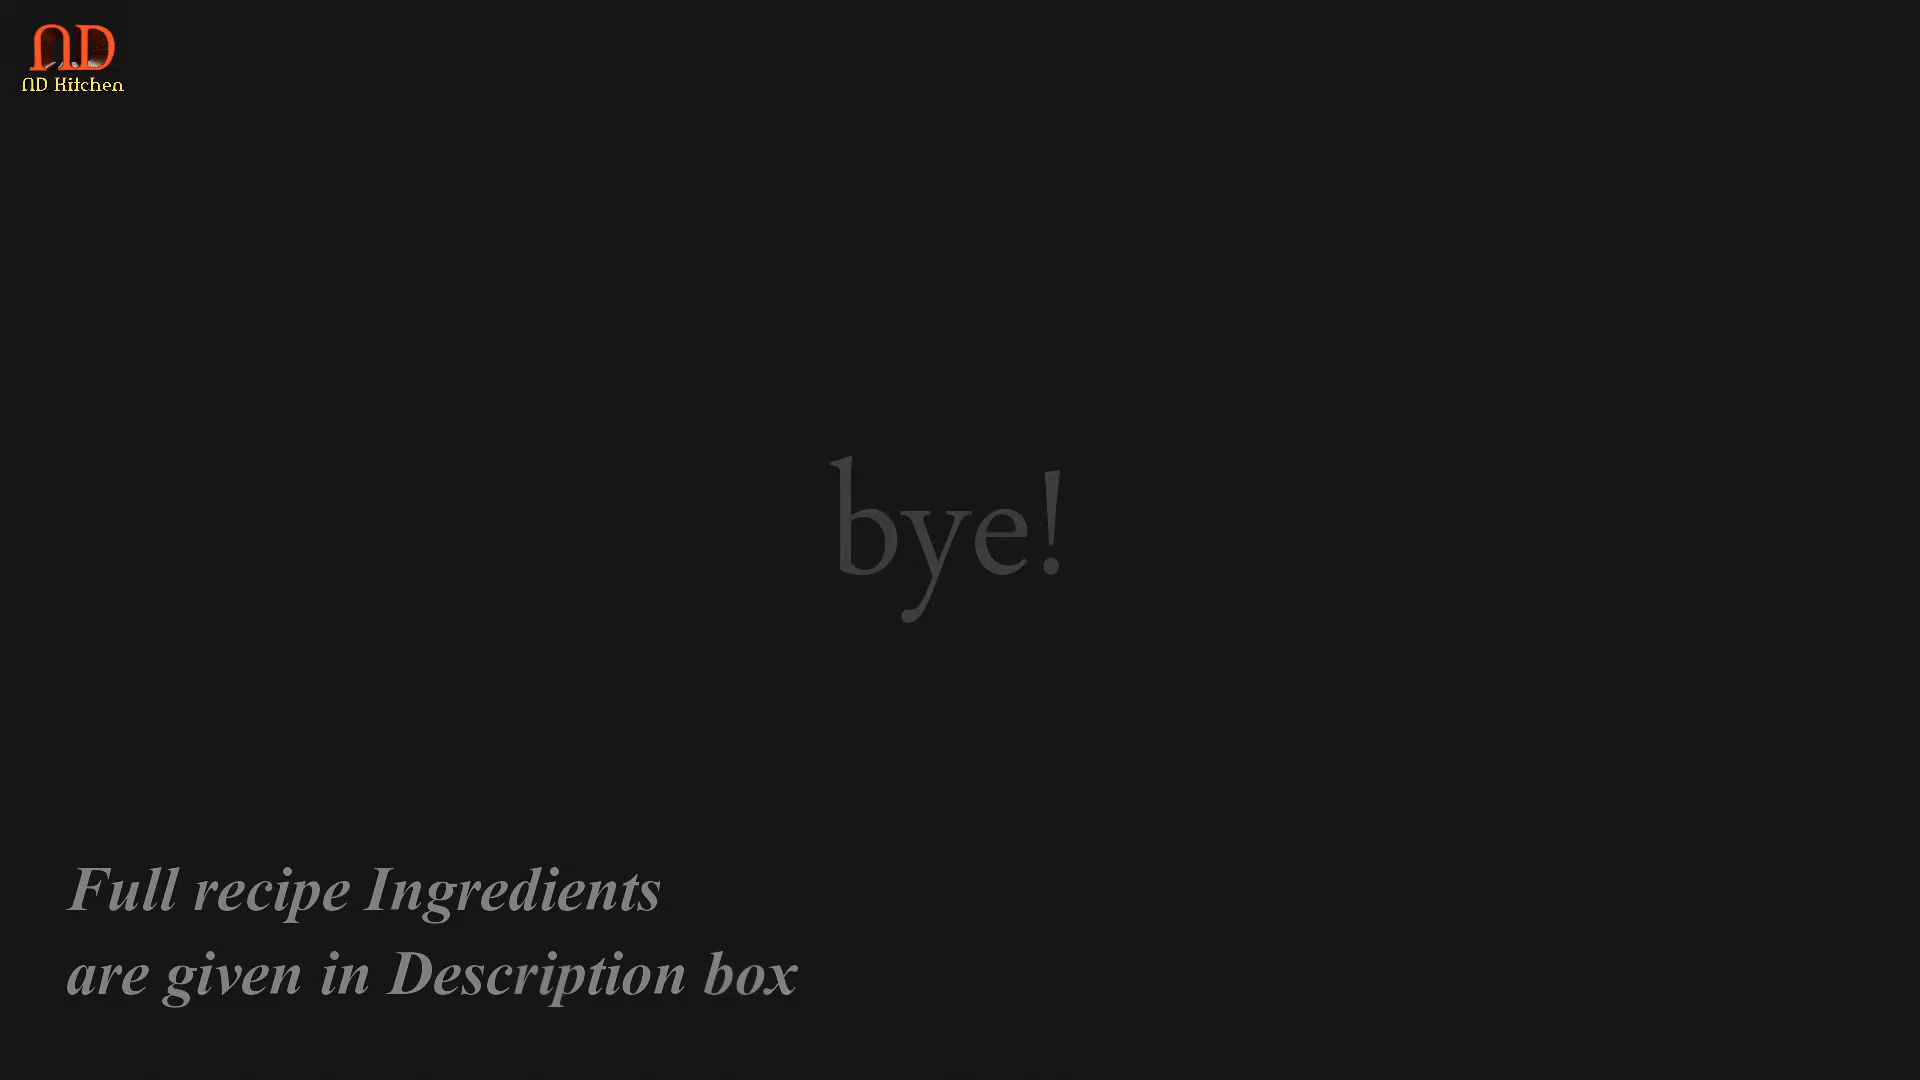 ND
ND Kitchen
bye!
Full recipe Ingredients
are given in Description box